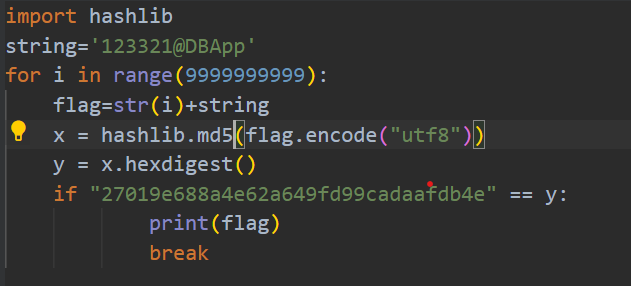 import hashlib
string='123321@DBApp'
for i in range(9999999999):
    flag=str(i)+string
    x = hashlib.md5(flag.encode("utf8"))
    y = x.hexdigest()
    if "27019e688a4e62a649fd99cadaafdb4e" == y:
            print(flag)
            break